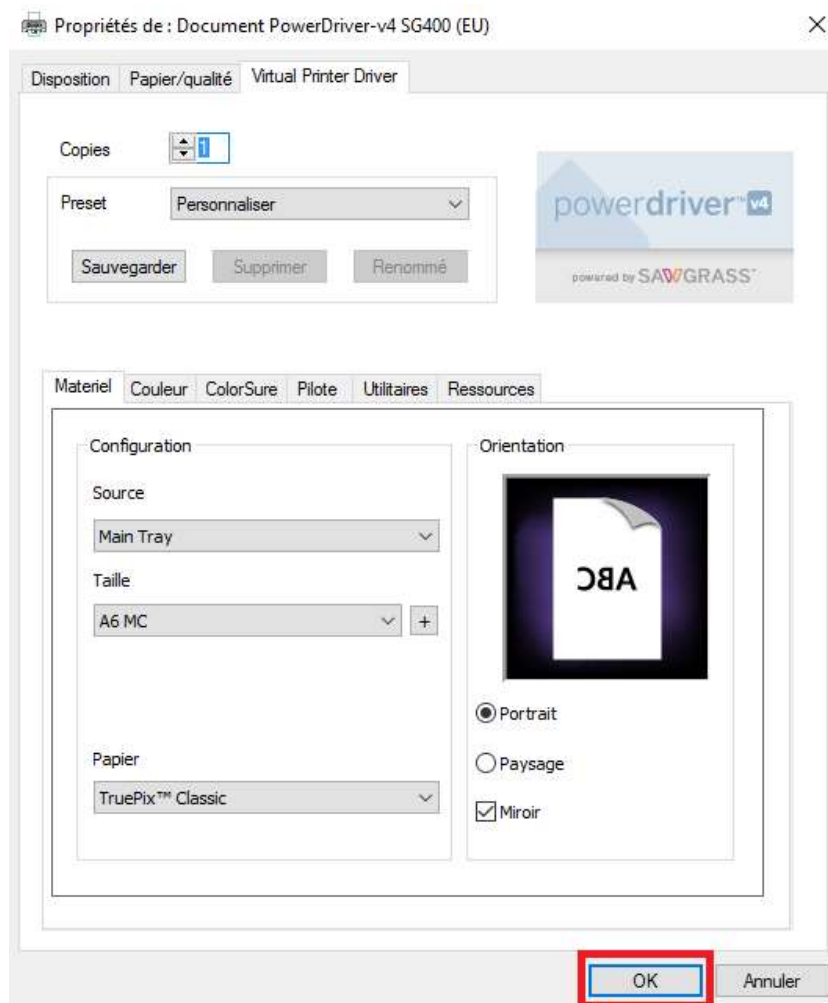 Propriétés de : Document PowerDriver-v4 SG400 (EU)
Disposition Papier/qualité Virtual Printer Driver
Copies 1
Preset Personnaliser
Sauvegarder Supprimer Renommé
powerdriver™ v4
powered by SAWGRASS™
Materiel Couleur ColorSure Pilote Utilitaires Ressources
Configuration
Source
Main Tray
Taille
A6 MC +
Papier
TruePix™ Classic
Orientation
ABC
Portrait
Paysage
Miroir
OK Annuler